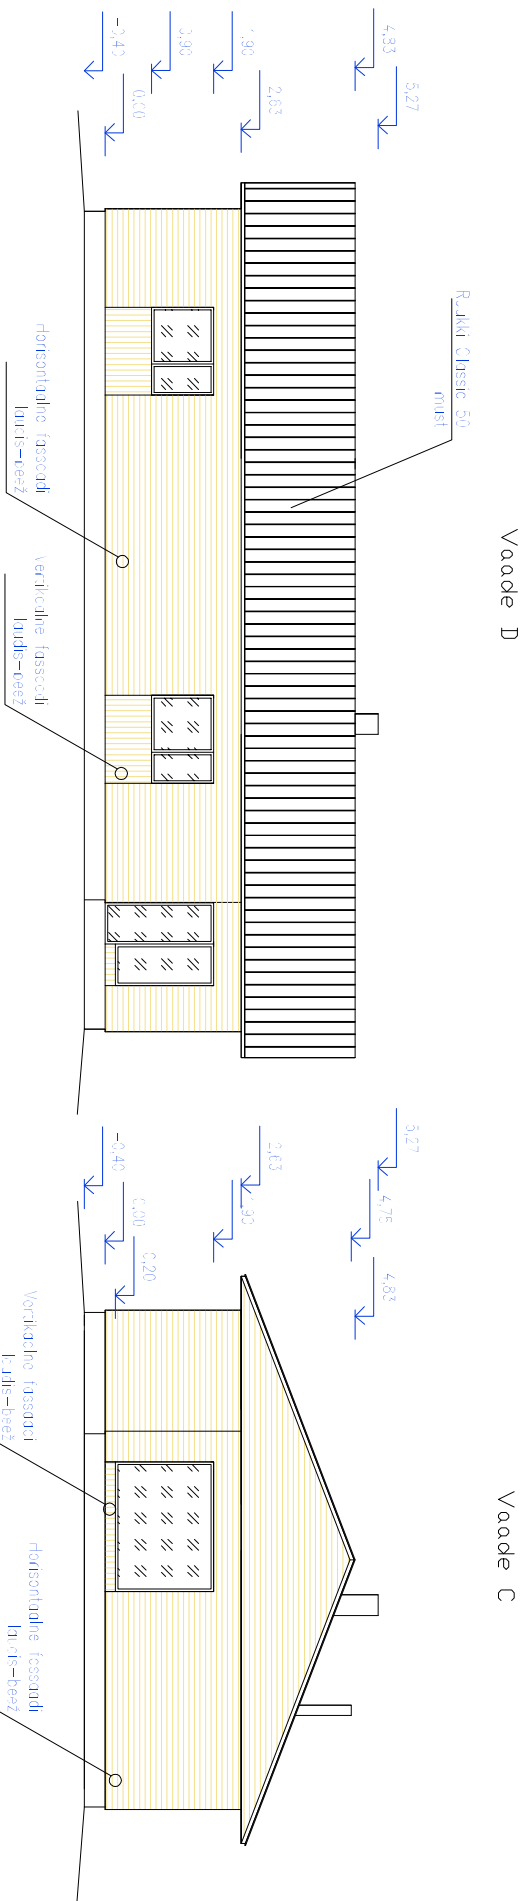 Vaade D
Ruukki Classic 50
must
4,83
5,27
1,90
2,63
0,90
0,00
-0,40
Horisontaalne fassaadi
laudis-beež
Vertikaalne fassaadi
laudis-beež
Vaade C
5,27
4,76
4,83
2,63
1,90
-0,40
0,00
0,20
Vertikaalne fassaadi
laudis-beež
Horisontaalne fassaadi
laudis-beež